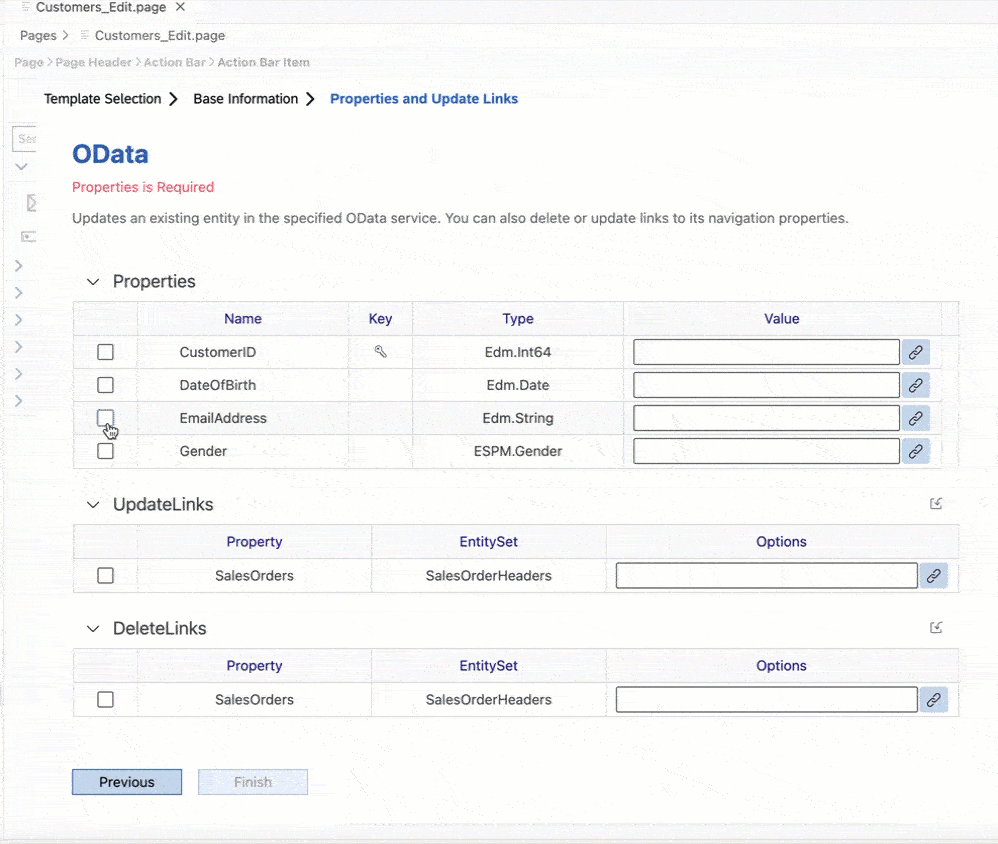 Customers_Edit.page
Pages > Customers_Edit.page
Page > Page Header > Action Bar > Action Bar Item
Template Selection > Base Information > Properties and Update Links
OData
Properties is Required
Updates an existing entity in the specified OData service. You can also delete or update links to its navigation properties.
Properties
Name Key Type Value
CustomerID Edm.Int64
DateOfBirth Edm.Date
EmailAddress Edm.String
Gender ESPM.Gender
UpdateLinks
Property EntitySet Options
SalesOrders SalesOrderHeaders
DeleteLinks
Property EntitySet Options
SalesOrders SalesOrderHeaders
Previous Finish